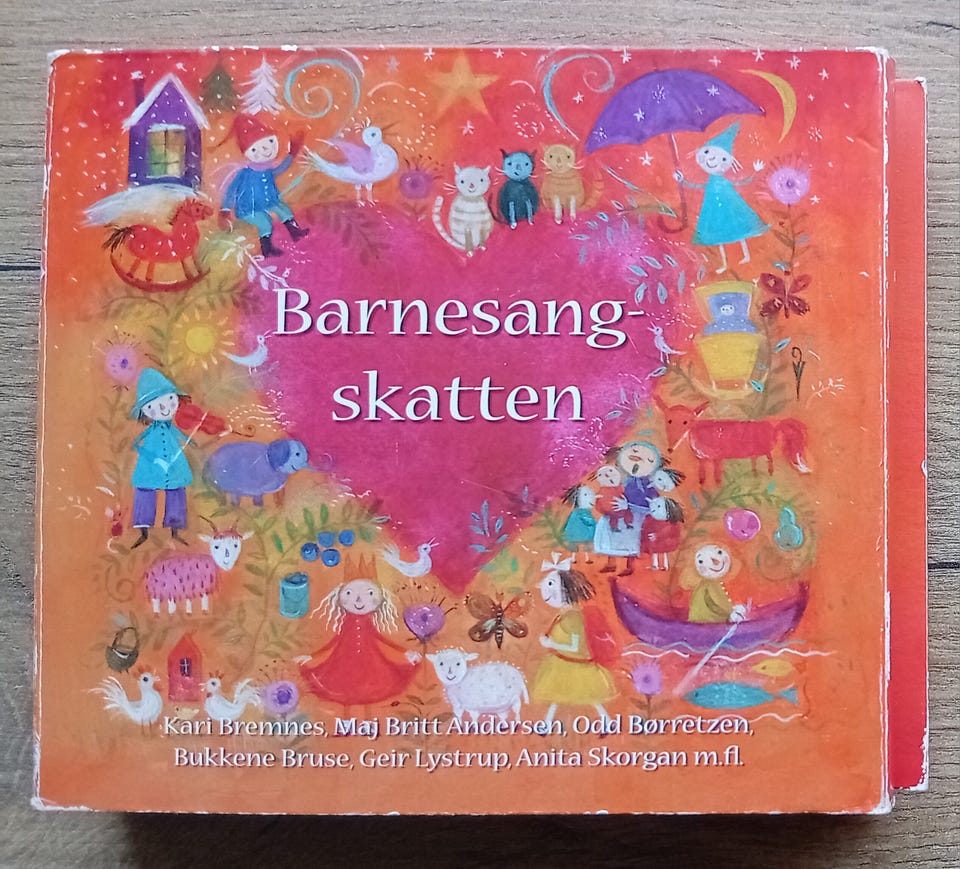 Barnesang-
skatten
Kari Bremnes, Maj Britt Andersen, Odd Børretzen,
Bukkene Bruse, Geir Lystrup, Anita Skorgan m.fl.